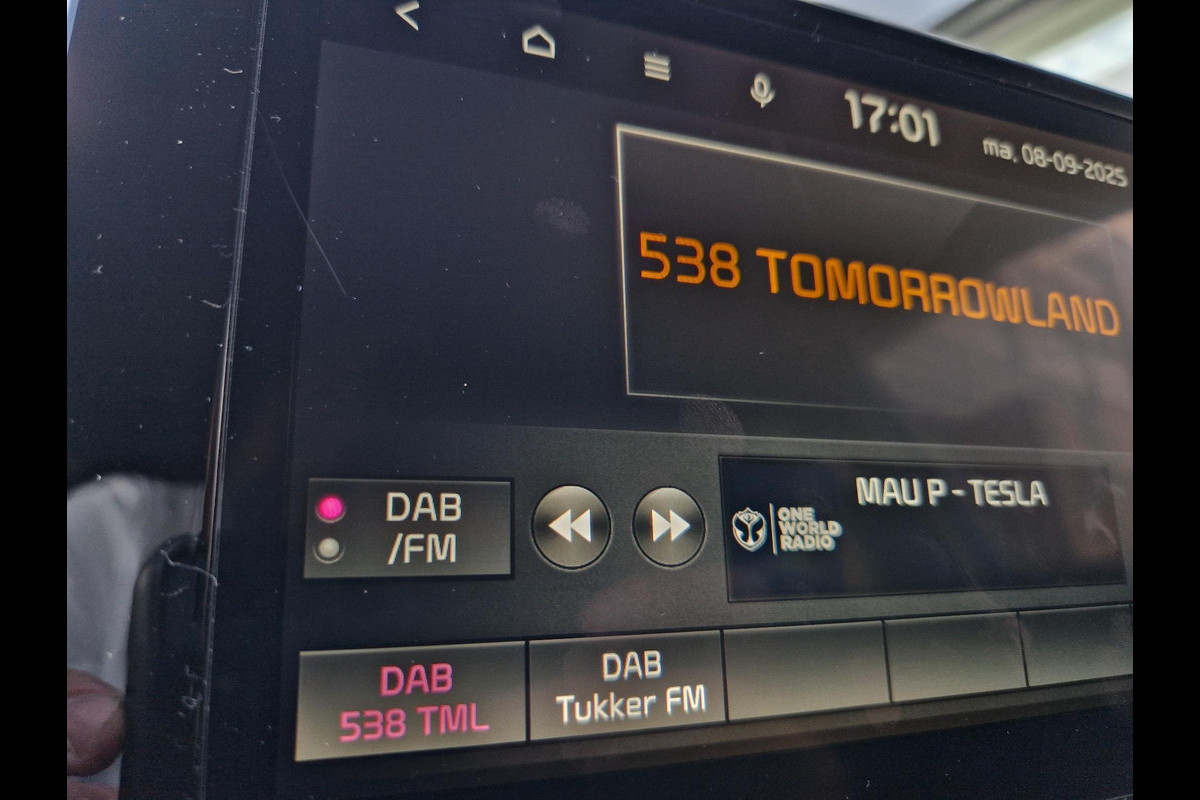 17:01
ma. 08-09-2025
538 TOMORROWLAND
DAB
/FM
MAU P - TESLA
ONE
WORLD
RADIO
DAB
538 TML
DAB
Tukker FM